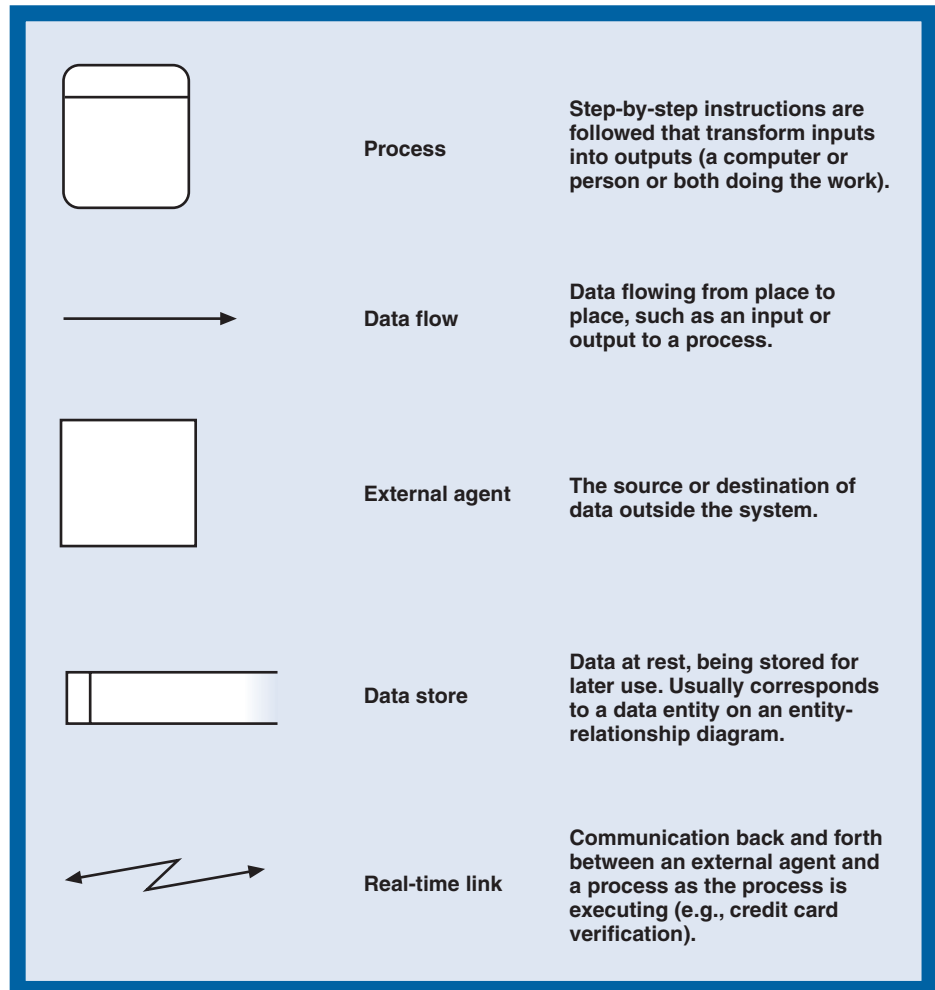 Process
Step-by-step instructions are
followed that transform inputs
into outputs (a computer or
person or both doing the work).
Data flow
Data flowing from place to
place, such as an input or
output to a process.
External agent
The source or destination of
data outside the system.
Data store
Data at rest, being stored for
later use. Usually corresponds
to a data entity on an entity-
relationship diagram.
Real-time link
Communication back and forth
between an external agent and
a process as the process is
executing (e.g., credit card
verification).